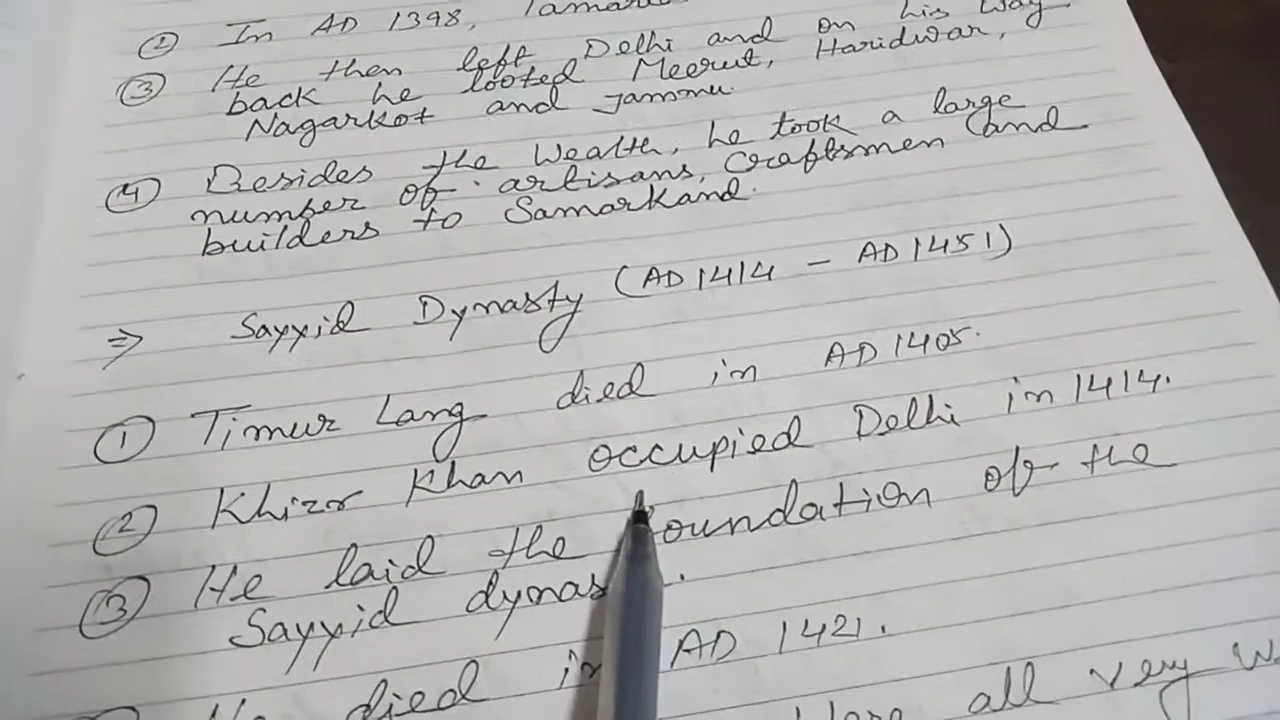 ② In AD 1398,
③ He then left Delhi and on his way
back he looted Meerut, Haridwar,
Nagarkot and Jammu.
④ Besides the Wealth, he took a large
number of artisans, Craftsmen and
builders to Samarkand.
⇒ Sayyid Dynasty (AD 1414 - AD 1451)
① Timur Lang died in AD 1405.
② Khizr Khan occupied Delhi in 1414.
③ He laid the foundation of the
Sayyid dynas .
He died in AD 1421.
all very